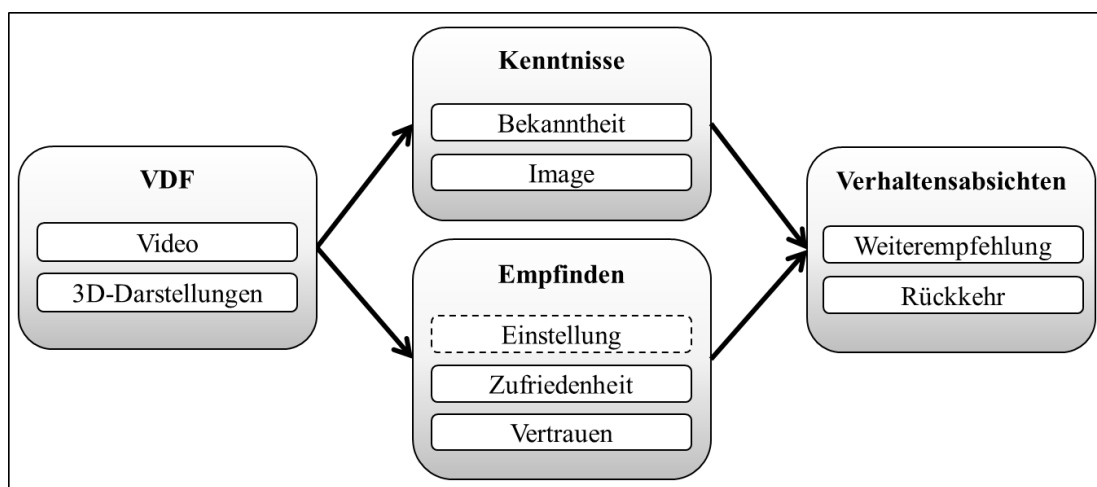 VDF
Video
3D-Darstellungen
Kenntnisse
Bekanntheit
Image
Empfinden
Einstellung
Zufriedenheit
Vertrauen
Verhaltensabsichten
Weiterempfehlung
Rückkehr